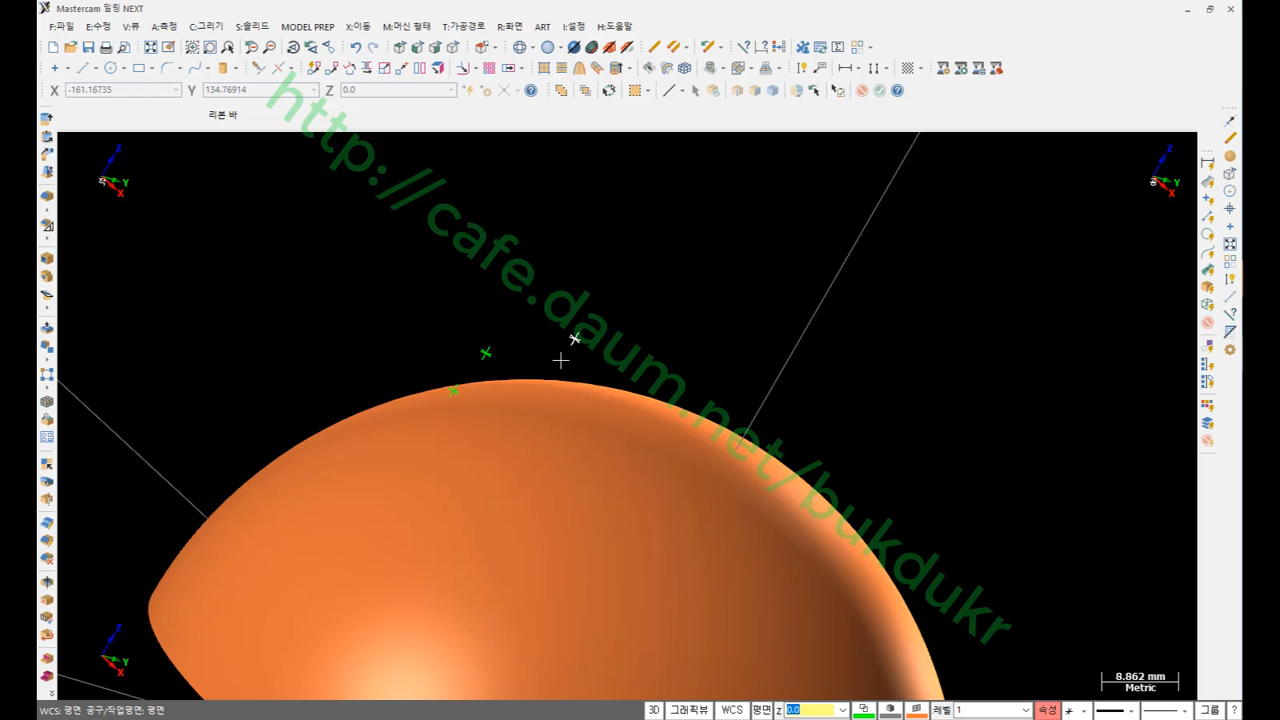 Mastercam 밀링 NEXT
F:파일 E:수정 V:뷰 A:측정 C:그리기 S:솔리드 MODEL PREP X:이동 M:머신 형태 T:가공경로 R:화면 ART I:설정 H:도움말
X -161.16735 Y 134.76914 Z 0.0
리본 바
Z Z
Y Y
X X
http://cafe.daum.net/bukdukr
Z
Y
X
8.862 mm
Metric
WCS: 평면 공구/작업평면: 평면 3D 그래픽뷰 WCS 평면 Z 0.0 레벨 1 속성 그룹 ?